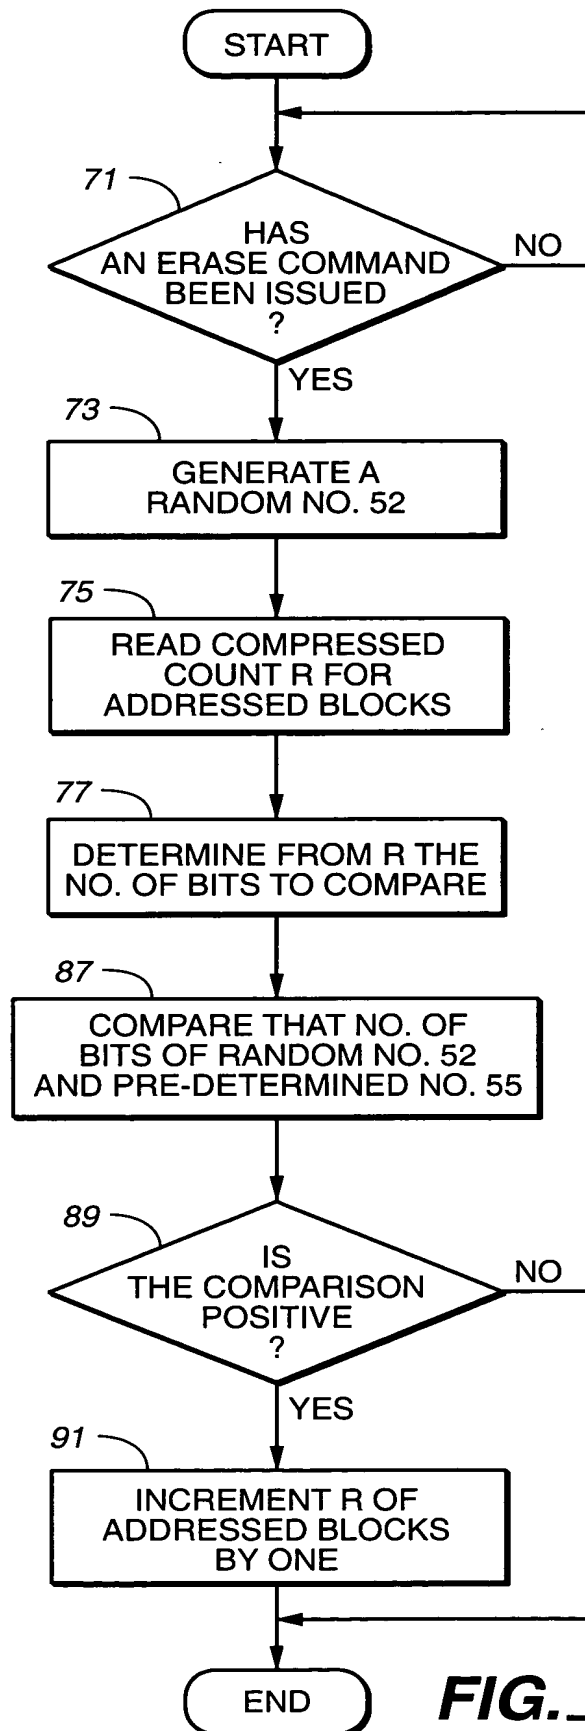 START
71
HAS
AN ERASE COMMAND
BEEN ISSUED
?
NO
YES
73
GENERATE A
RANDOM NO. 52
75
READ COMPRESSED
COUNT R FOR
ADDRESSED BLOCKS
77
DETERMINE FROM R THE
NO. OF BITS TO COMPARE
87
COMPARE THAT NO. OF
BITS OF RANDOM NO. 52
AND PRE-DETERMINED NO. 55
89
IS
THE COMPARISON
POSITIVE
?
NO
YES
91
INCREMENT R OF
ADDRESSED BLOCKS
BY ONE
END
FIG._